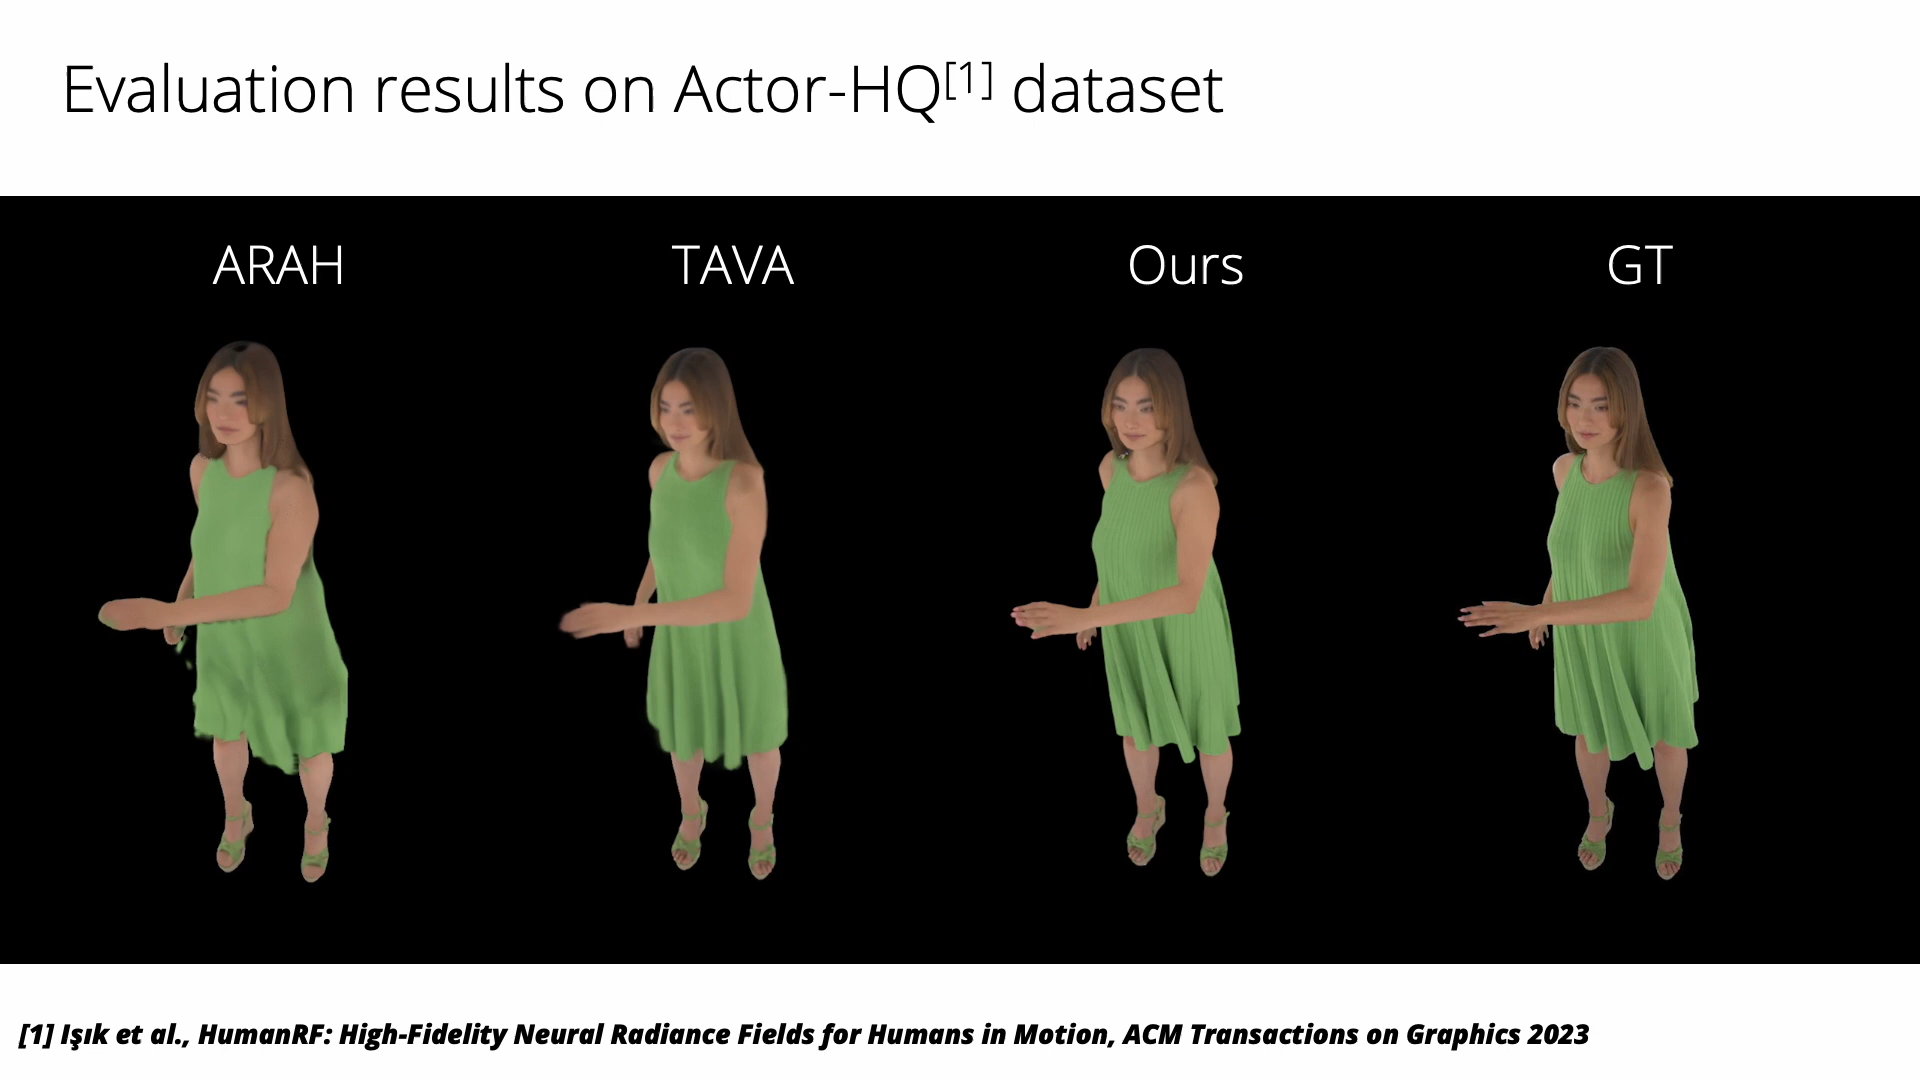 Evaluation results on Actor-HQ[1] dataset
ARAH TAVA Ours GT
[1] Işık et al., HumanRF: High-Fidelity Neural Radiance Fields for Humans in Motion, ACM Transactions on Graphics 2023